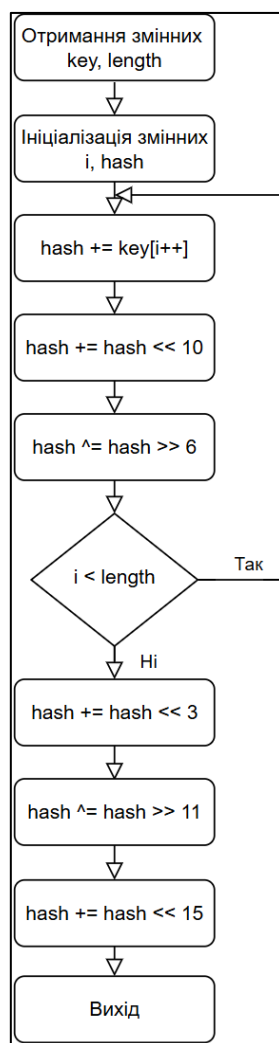 Отримання змінних
key, length
Ініціалізація змінних
i, hash
hash += key[i++]
hash += hash << 10
hash ^= hash >> 6
i < length
Так
Ні
hash += hash << 3
hash ^= hash >> 11
hash += hash << 15
Вихід